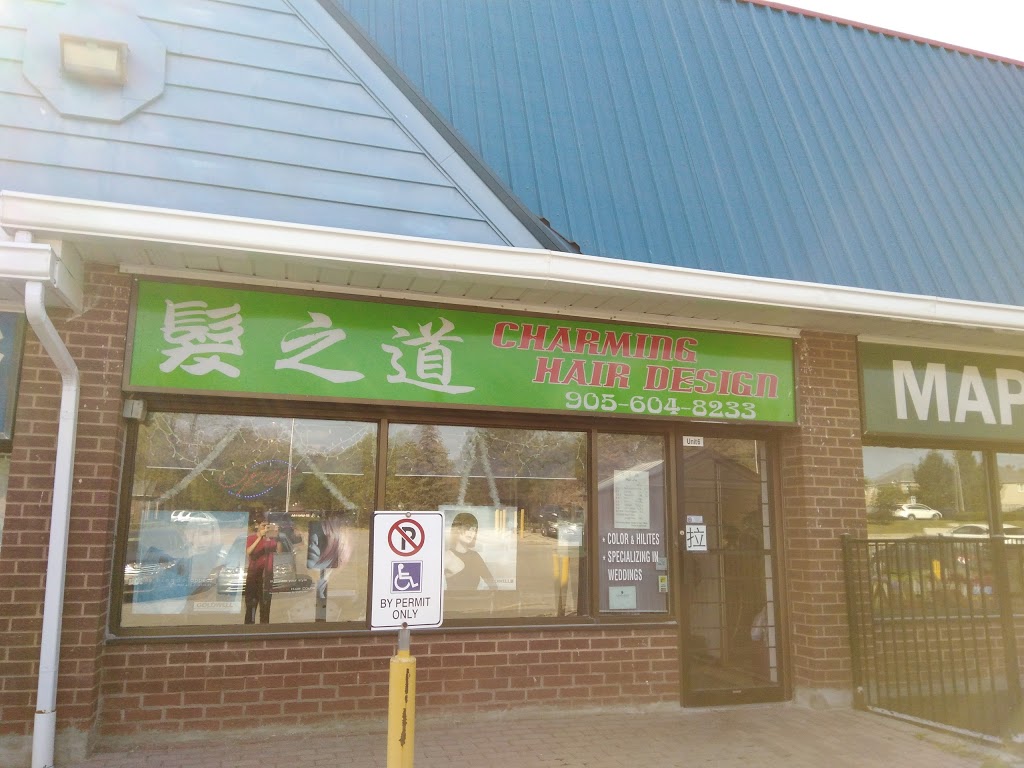 髮之道
CHARMING
HAIR DESIGN
905-604-8233
MAP
Unit6
拉
• COLOR & HILITES
• SPECIALIZING IN
WEDDINGS
P
BY PERMIT
ONLY